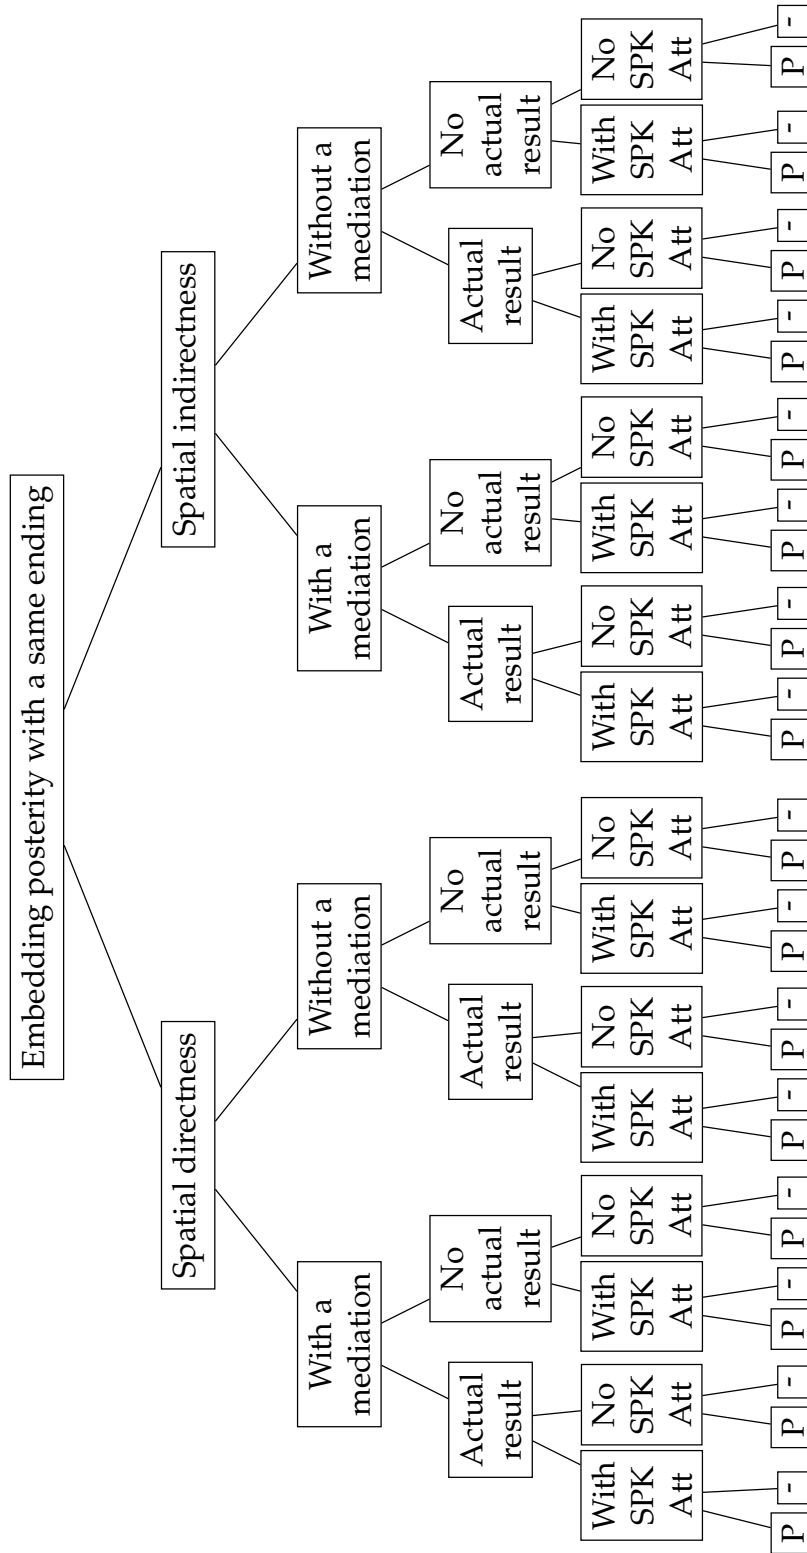 Embedding posterity with a same ending
Spatial directness
Spatial indirectness
With a
mediation
Without a
mediation
With a
mediation
Without a
mediation
Actual
result
No
actual
result
Actual
result
No
actual
result
Actual
result
No
actual
result
Actual
result
No
actual
result
With
SPK
Att
No
SPK
Att
With
SPK
Att
No
SPK
Att
With
SPK
Att
No
SPK
Att
With
SPK
Att
No
SPK
Att
With
SPK
Att
No
SPK
Att
With
SPK
Att
No
SPK
Att
With
SPK
Att
No
SPK
Att
With
SPK
Att
No
SPK
Att
P
-
P
-
P
-
P
-
P
-
P
-
P
-
P
-
P
-
P
-
P
-
P
-
P
-
P
-
P
-
P
-